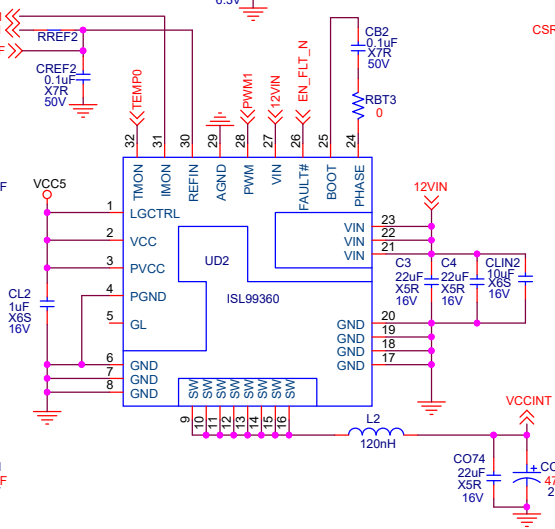 6.3V
RREF2
F
CREF2
0.1uF
X7R
50V
TEMP0
PWM1
12VIN
EN_FLT_N
CB2
0.1uF
X7R
50V
RBT3
0
CSR
32
31
30
29
28
27
26
25
24
TMON
IMON
REFIN
AGND
PWM
VIN
FAULT#
BOOT
PHASE
F
VCC5
12VIN
1
LGCTRL
2
VCC
3
PVCC
4
PGND
5
GL
6
GND
7
GND
8
GND
VIN
23
VIN
22
VIN
21
UD2
ISL99360
GND
20
GND
19
GND
18
GND
17
CL2
1uF
X6S
16V
C3
22uF
X5R
16V
C4
22uF
X5R
16V
CLIN2
10uF
X6S
16V
SW
SW
SW
SW
SW
SW
SW
SW
9
10
11
12
13
14
15
16
L2
120nH
VCCINT
CO74
22uF
X5R
16V
+
CO
47
2
F